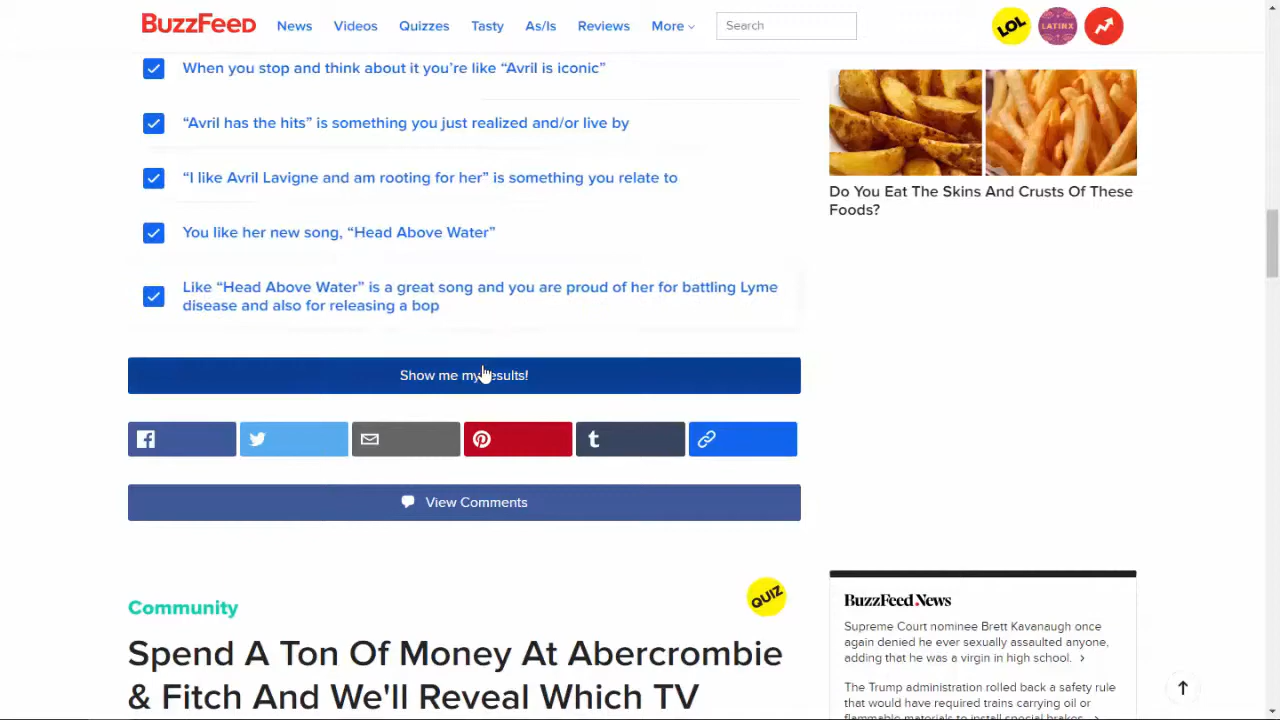 BuzzFeed News Videos Quizzes Tasty As/Is Reviews More Search LOL LATINX
When you stop and think about it you’re like “Avril is iconic”
“Avril has the hits” is something you just realized and/or live by
“I like Avril Lavigne and am rooting for her” is something you relate to
You like her new song, “Head Above Water”
Like “Head Above Water” is a great song and you are proud of her for battling Lyme
disease and also for releasing a bop
Show me my results!
View Comments
Community
QUIZ
Spend A Ton Of Money At Abercrombie
& Fitch And We'll Reveal Which TV
Do You Eat The Skins And Crusts Of These
Foods?
BuzzFeed.News
Supreme Court nominee Brett Kavanaugh once
again denied he ever sexually assaulted anyone,
adding that he was a virgin in high school. ›
The Trump administration rolled back a safety rule
that would have required trains carrying oil or
flammable materials to install special brakes. ›